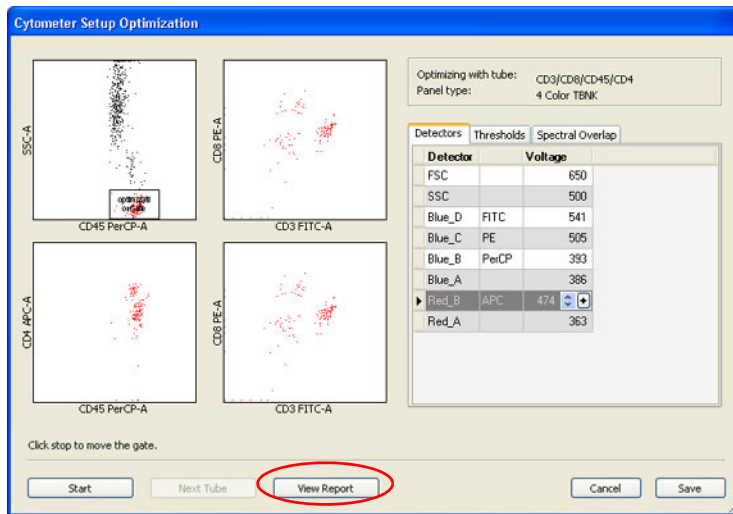 Cytometer Setup Optimization
SSC-A
CD45 PerCP-A
CD8 PE-A
CD3 FITC-A
CD4 APC-A
CD45 PerCP-A
CD8 PE-A
CD3 FITC-A
Optimizing with tube: CD3/CD8/CD45/CD4
Panel type: 4 Color TBNK
Detectors Thresholds Spectral Overlap
Detector Voltage
FSC 650
SSC 500
Blue_D FITC 541
Blue_C PE 505
Blue_B PerCP 393
Blue_A 386
Red_B APC 474
Red_A 363
Click stop to move the gate.
Start Next Tube View Report Cancel Save